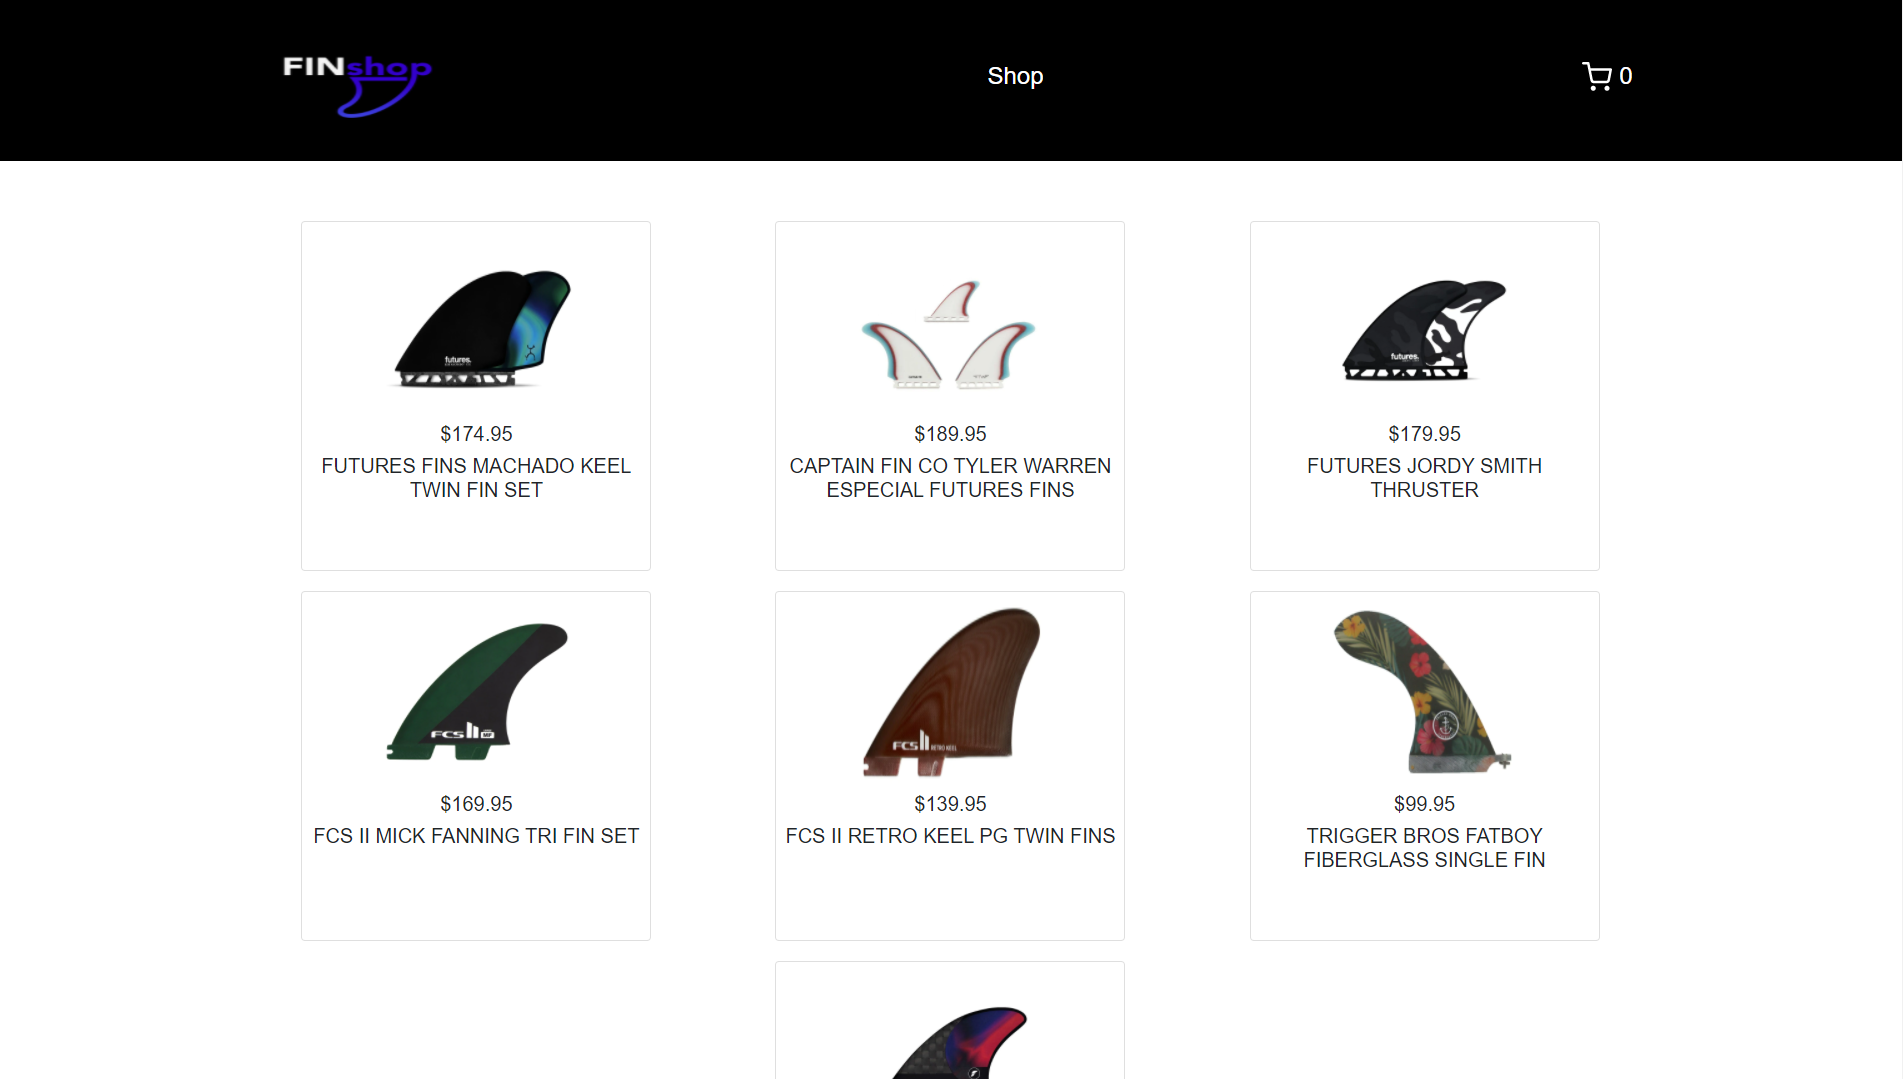 FINshop
Shop
0
futures.
futures.
$174.95
FUTURES FINS MACHADO KEEL
TWIN FIN SET
$189.95
CAPTAIN FIN CO TYLER WARREN
ESPECIAL FUTURES FINS
$179.95
FUTURES JORDY SMITH
THRUSTER
FCS II MF
FCS II RETRO KEEL
$169.95
FCS II MICK FANNING TRI FIN SET
$139.95
FCS II RETRO KEEL PG TWIN FINS
$99.95
TRIGGER BROS FATBOY
FIBERGLASS SINGLE FIN